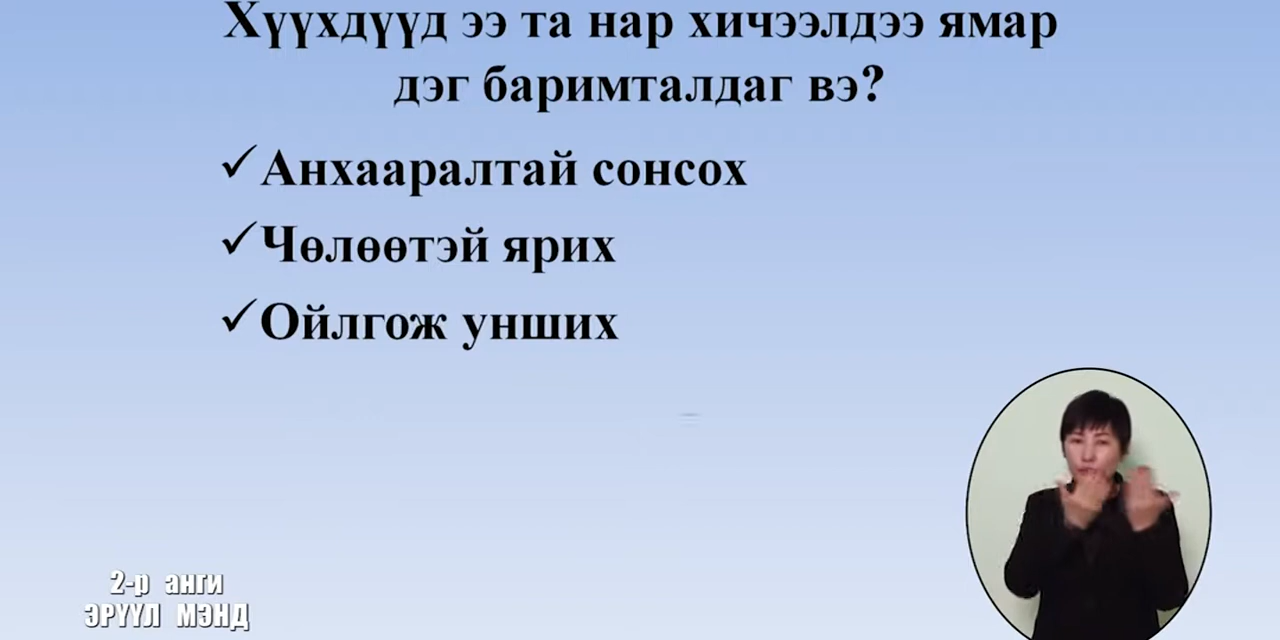 Хүүхдүүд ээ та нар хичээлдээ ямар
дэг баримталдаг вэ?
Анхааралтай сонсох
Чөлөөтэй ярих
Ойлгож унших
2-р анги
ЭРҮҮЛ МЭНД